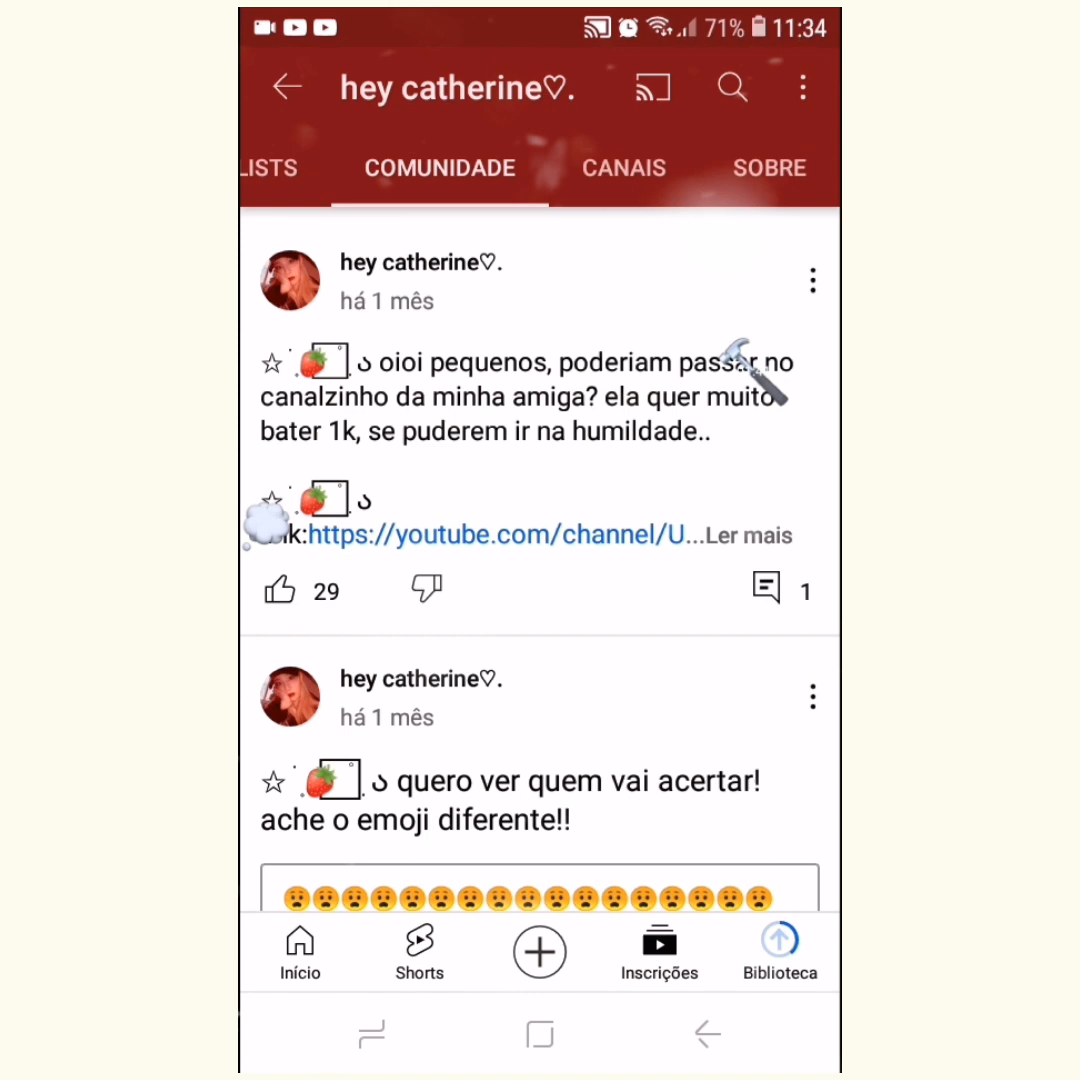 71% 11:34
hey catherine♡.
LISTS COMUNIDADE CANAIS SOBRE
hey catherine♡.
há 1 mês
☆ 🍓 ა oioi pequenos, poderiam passar no
canalzinho da minha amiga? ela quer muito
bater 1k, se puderem ir na humildade..
☆ 🍓 ა
k:https://youtube.com/channel/U...Ler mais
29 1
hey catherine♡.
há 1 mês
☆ 🍓 ა quero ver quem vai acertar!
ache o emoji diferente!!
😧😧😧😧😧😧😧😧😧😧😧😧😧😧😧😧😧
Início Shorts Inscrições Biblioteca